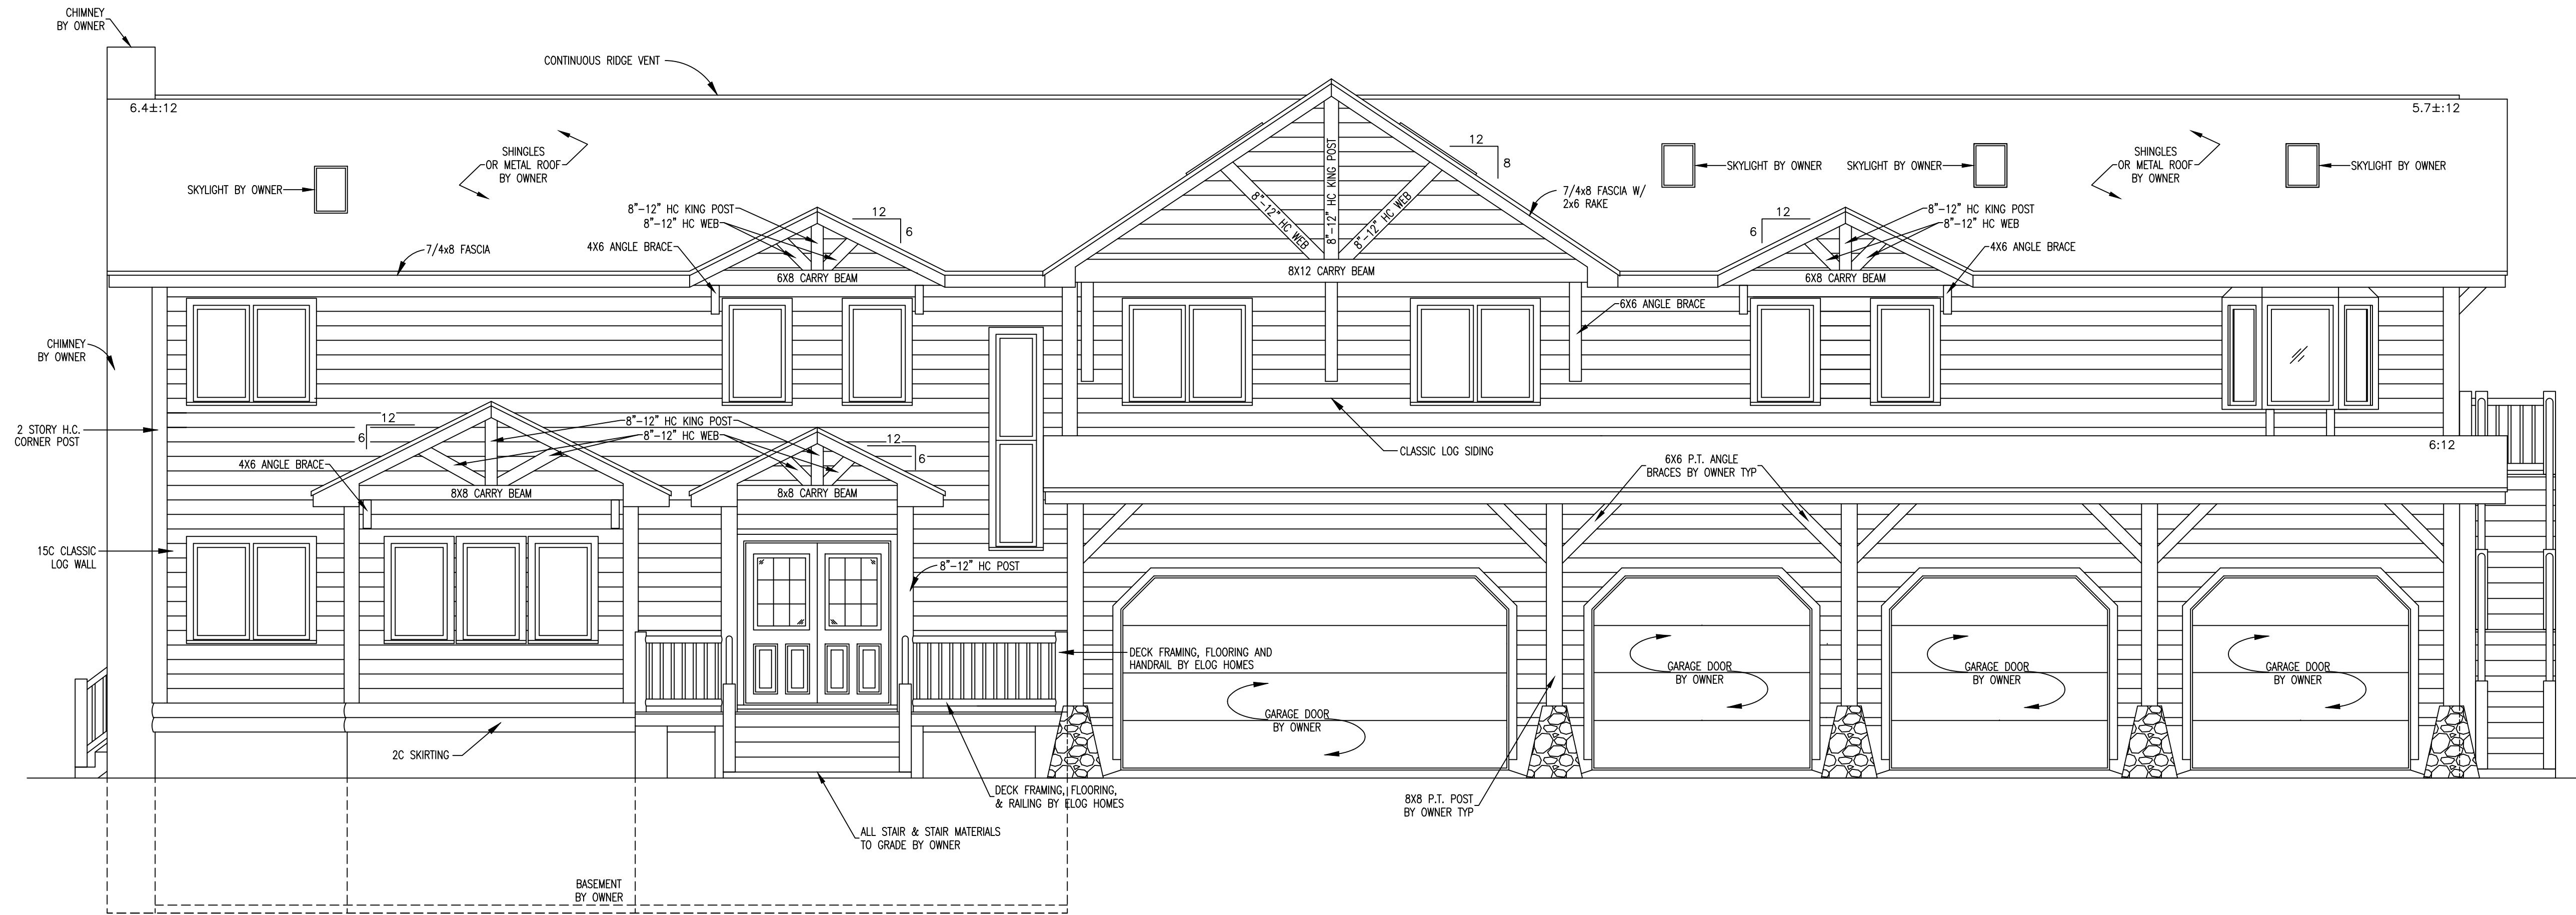 CHIMNEY
BY OWNER
CONTINUOUS RIDGE VENT
6.4±:12
5.7±:12
SHINGLES
OR METAL ROOF
BY OWNER
SKYLIGHT BY OWNER
12
8
SKYLIGHT BY OWNER
SKYLIGHT BY OWNER
SHINGLES
OR METAL ROOF
BY OWNER
SKYLIGHT BY OWNER
8"-12" HC KING POST
8"-12" HC WEB
8"-12" HC WEB
7/4x8 FASCIA W/
2x6 RAKE
8"-12" HC KING POST
8"-12" HC WEB
12
6
4X6 ANGLE BRACE
7/4x8 FASCIA
6X8 CARRY BEAM
8X12 CARRY BEAM
12
6
8"-12" HC KING POST
8"-12" HC WEB
4X6 ANGLE BRACE
6X8 CARRY BEAM
6X6 ANGLE BRACE
CHIMNEY
BY OWNER
2 STORY H.C.
CORNER POST
12
6
8"-12" HC KING POST
8"-12" HC WEB
12
6
4X6 ANGLE BRACE
8X8 CARRY BEAM
8x8 CARRY BEAM
CLASSIC LOG SIDING
6X6 P.T. ANGLE
BRACES BY OWNER TYP
6:12
15C CLASSIC
LOG WALL
8"-12" HC POST
DECK FRAMING, FLOORING AND
HANDRAIL BY ELOG HOMES
GARAGE DOOR
BY OWNER
GARAGE DOOR
BY OWNER
GARAGE DOOR
BY OWNER
GARAGE DOOR
BY OWNER
2C SKIRTING
DECK FRAMING, FLOORING,
& RAILING BY ELOG HOMES
8X8 P.T. POST
BY OWNER TYP
ALL STAIR & STAIR MATERIALS
TO GRADE BY OWNER
BASEMENT
BY OWNER